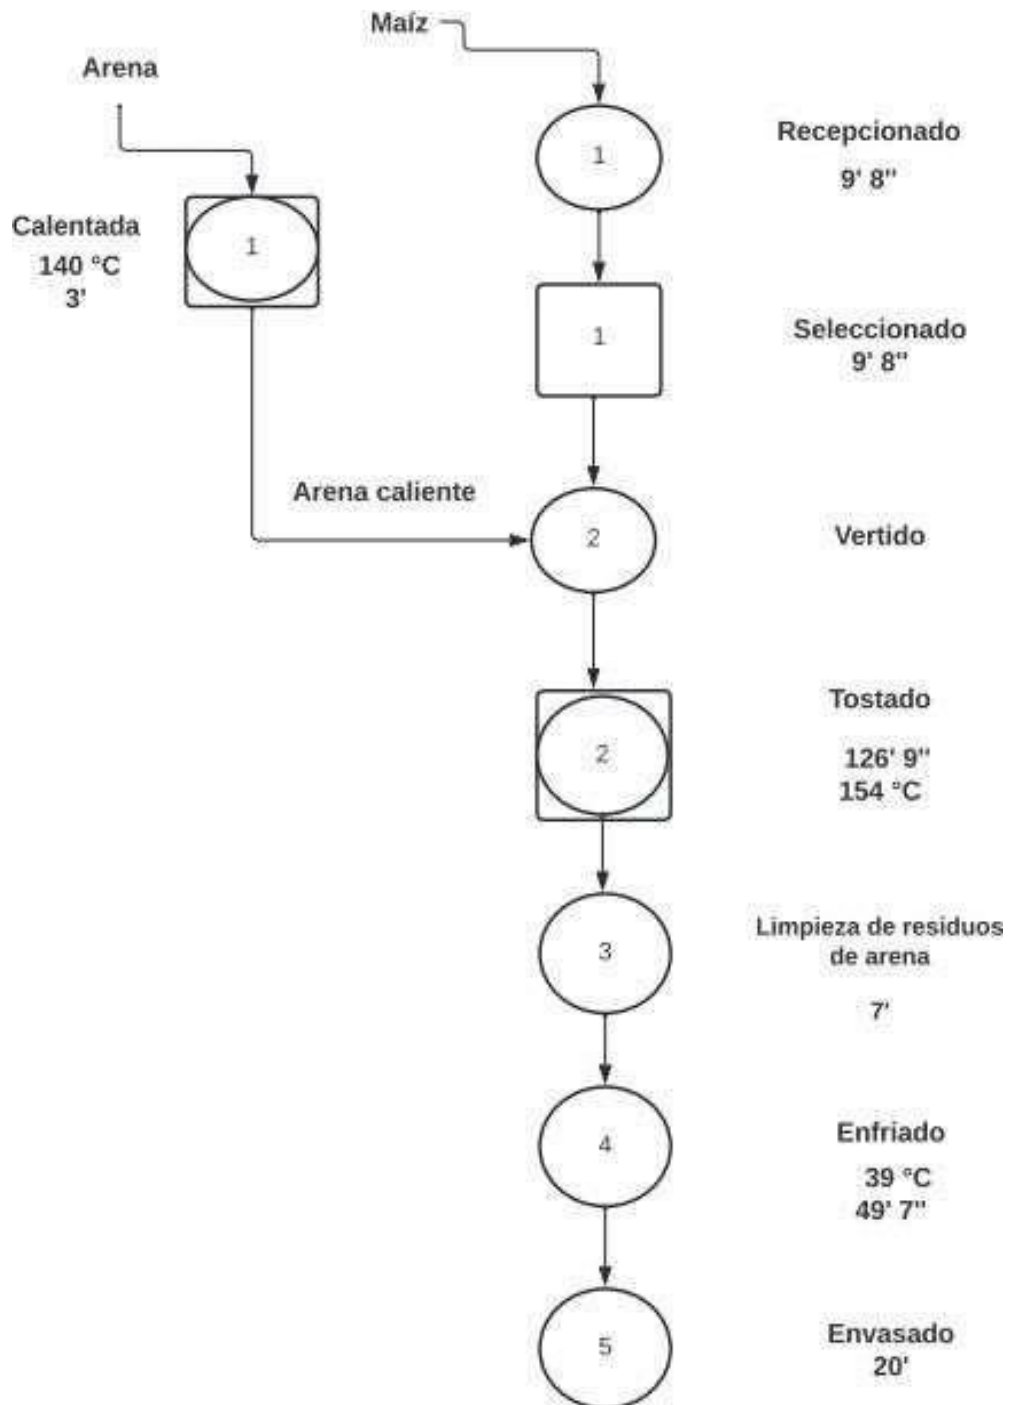 Maíz
Arena
1
Recepcionado
9' 8"
Calentada
140 °C
3'
1
1
Seleccionado
9' 8"
Arena caliente
2
Vertido
2
Tostado
126' 9"
154 °C
3
Limpieza de residuos
de arena
7'
4
Enfriado
39 °C
49' 7"
5
Envasado
20'